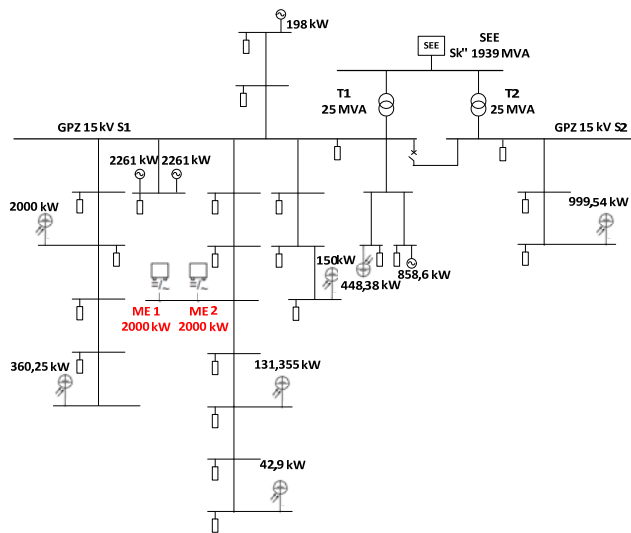 198 kW
SEE
SEE
Sk" 1939 MVA
T1
25 MVA
T2
25 MVA
GPZ 15 kV S1
GPZ 15 kV S2
2261 kW
2261 kW
2000 kW
999,54 kW
150kW
448,38 kW
858,6 kW
ME 1
2000 kW
ME 2
2000 kW
360,25 kW
131,355 kW
42,9 kW